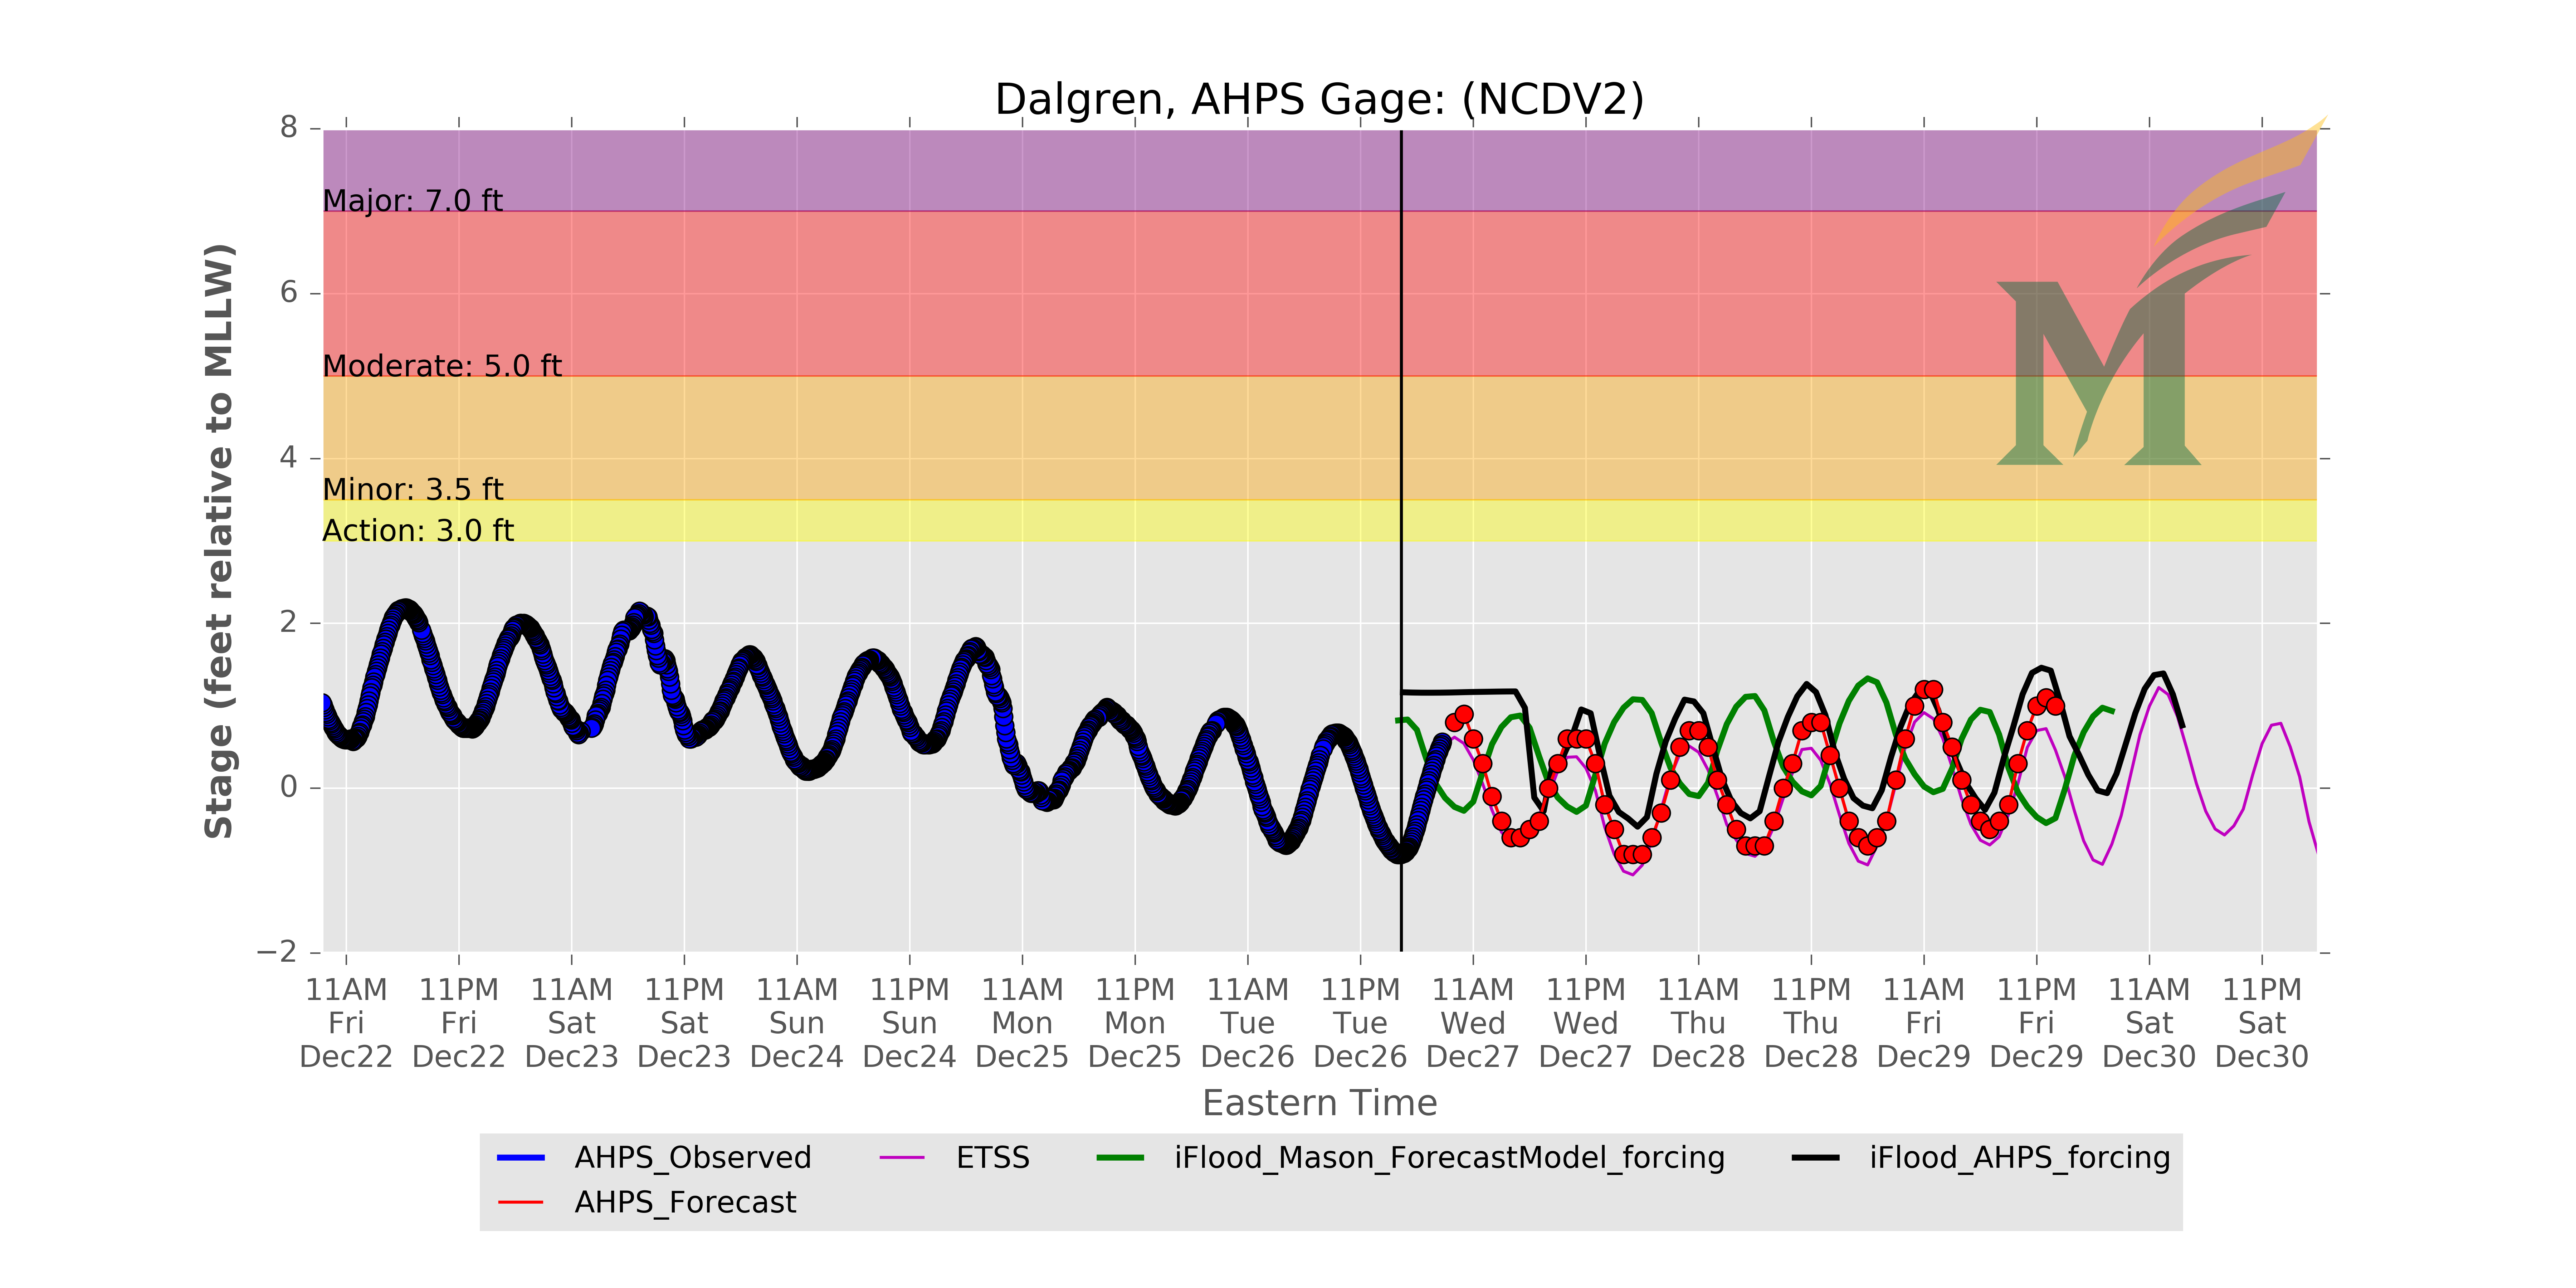 Dalgren, AHPS Gage: (NCDV2)
8
Major: 7.0 ft
6
Moderate: 5.0 ft
4
Minor: 3.5 ft
Action: 3.0 ft
2
0
−2
Stage (feet relative to MLLW)
M
11AM 11PM 11AM 11PM 11AM 11PM 11AM 11PM 11AM 11PM 11AM 11PM 11AM 11PM 11AM 11PM 11AM 11PM
Fri Fri Sat Sat Sun Sun Mon Mon Tue Tue Wed Wed Thu Thu Fri Fri Sat Sat
Dec22 Dec22 Dec23 Dec23 Dec24 Dec24 Dec25 Dec25 Dec26 Dec26 Dec27 Dec27 Dec28 Dec28 Dec29 Dec29 Dec30 Dec30
Eastern Time
AHPS_Observed ETSS iFlood_Mason_ForecastModel_forcing iFlood_AHPS_forcing
AHPS_Forecast